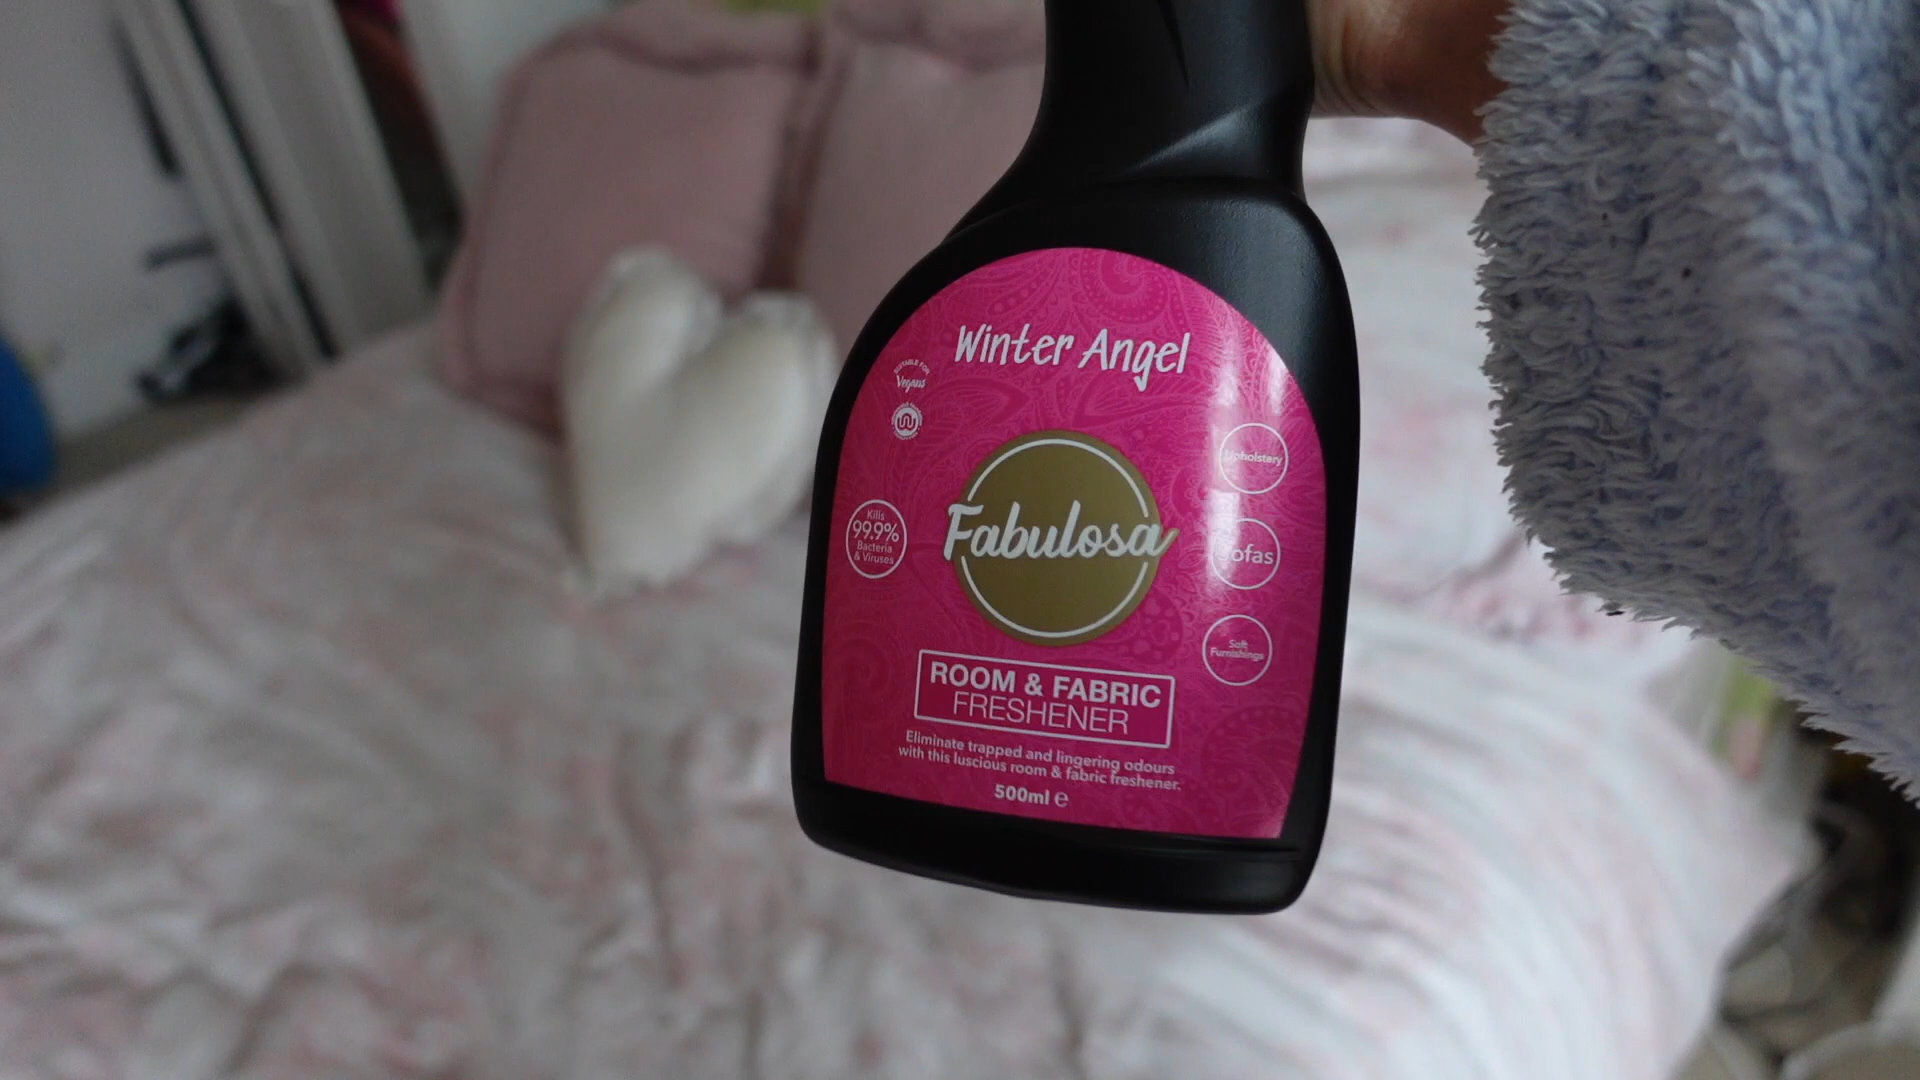 Winter Angel
SUITABLE FOR
Vegans
Kills
99.9%
Bacteria
& Viruses
Fabulosa
Upholstery
Sofas
Soft
Furnishings
ROOM & FABRIC
FRESHENER
Eliminate trapped and lingering odours
with this luscious room & fabric freshener.
500ml ℮